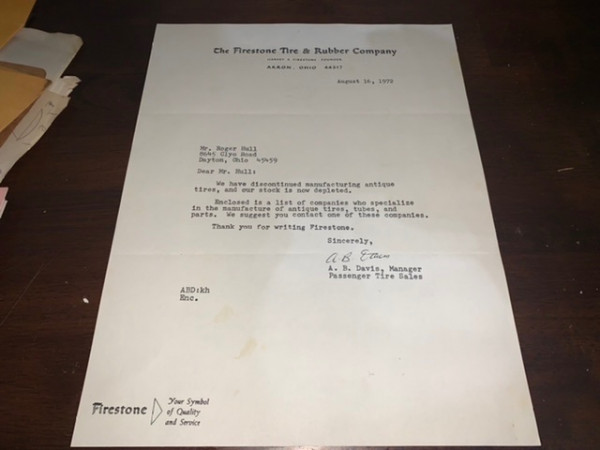 The Firestone Tire & Rubber Company
AKRON, OHIO 44317
August 16, 1972
Mr. Roger Hull
Dayton, Ohio 45459
Dear Mr. Hull:
We have discontinued manufacturing antique
tires, and our stock is now depleted.
Enclosed is a list of companies who specialize
in the manufacture of antique tires, tubes, and
parts. We suggest you contact one of these companies.
Thank you for writing Firestone.
Sincerely,
A. B. Davis, Manager
Passenger Tire Sales
ABD:kh
Enc.
Firestone
Your Symbol
of Quality
and Service